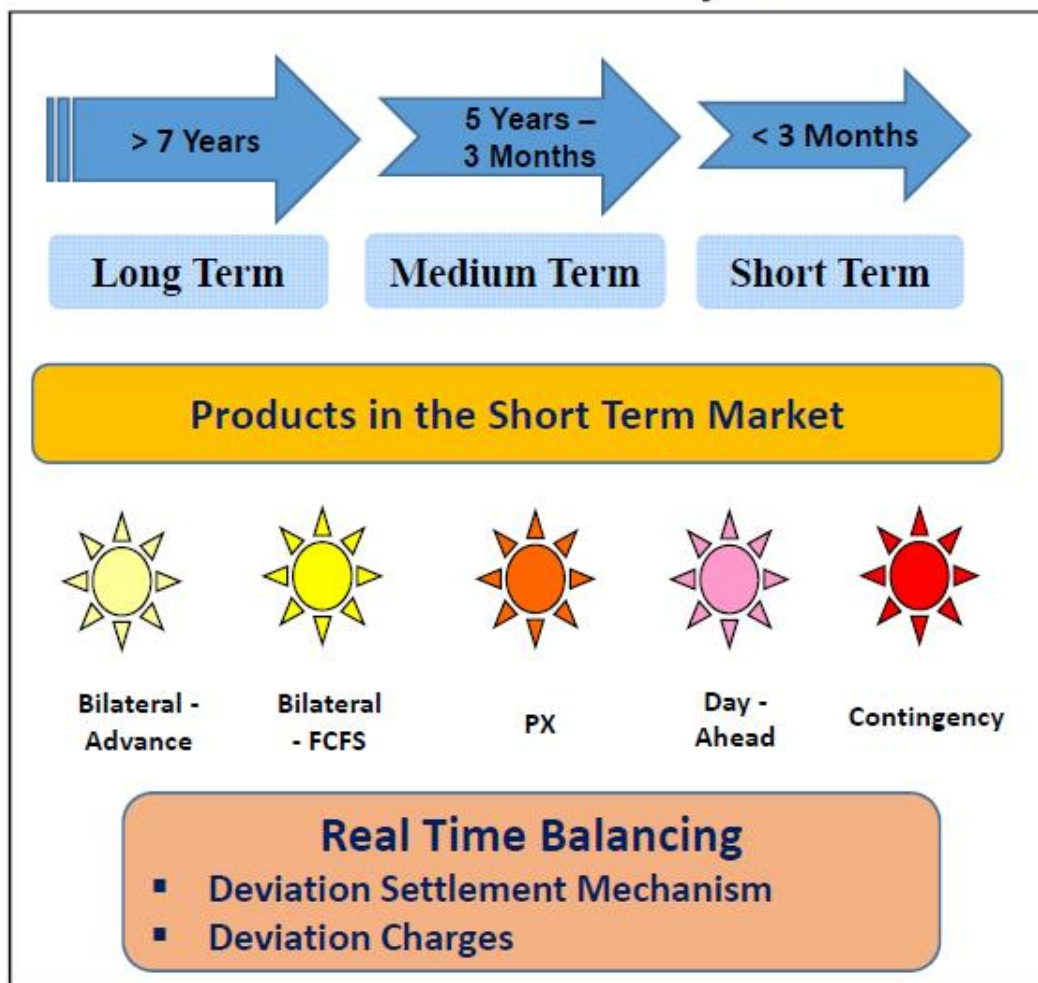 > 7 Years
5 Years –
3 Months
< 3 Months
Long Term
Medium Term
Short Term
Products in the Short Term Market
Bilateral -
Advance
Bilateral
- FCFS
PX
Day -
Ahead
Contingency
Real Time Balancing
▪ Deviation Settlement Mechanism
▪ Deviation Charges